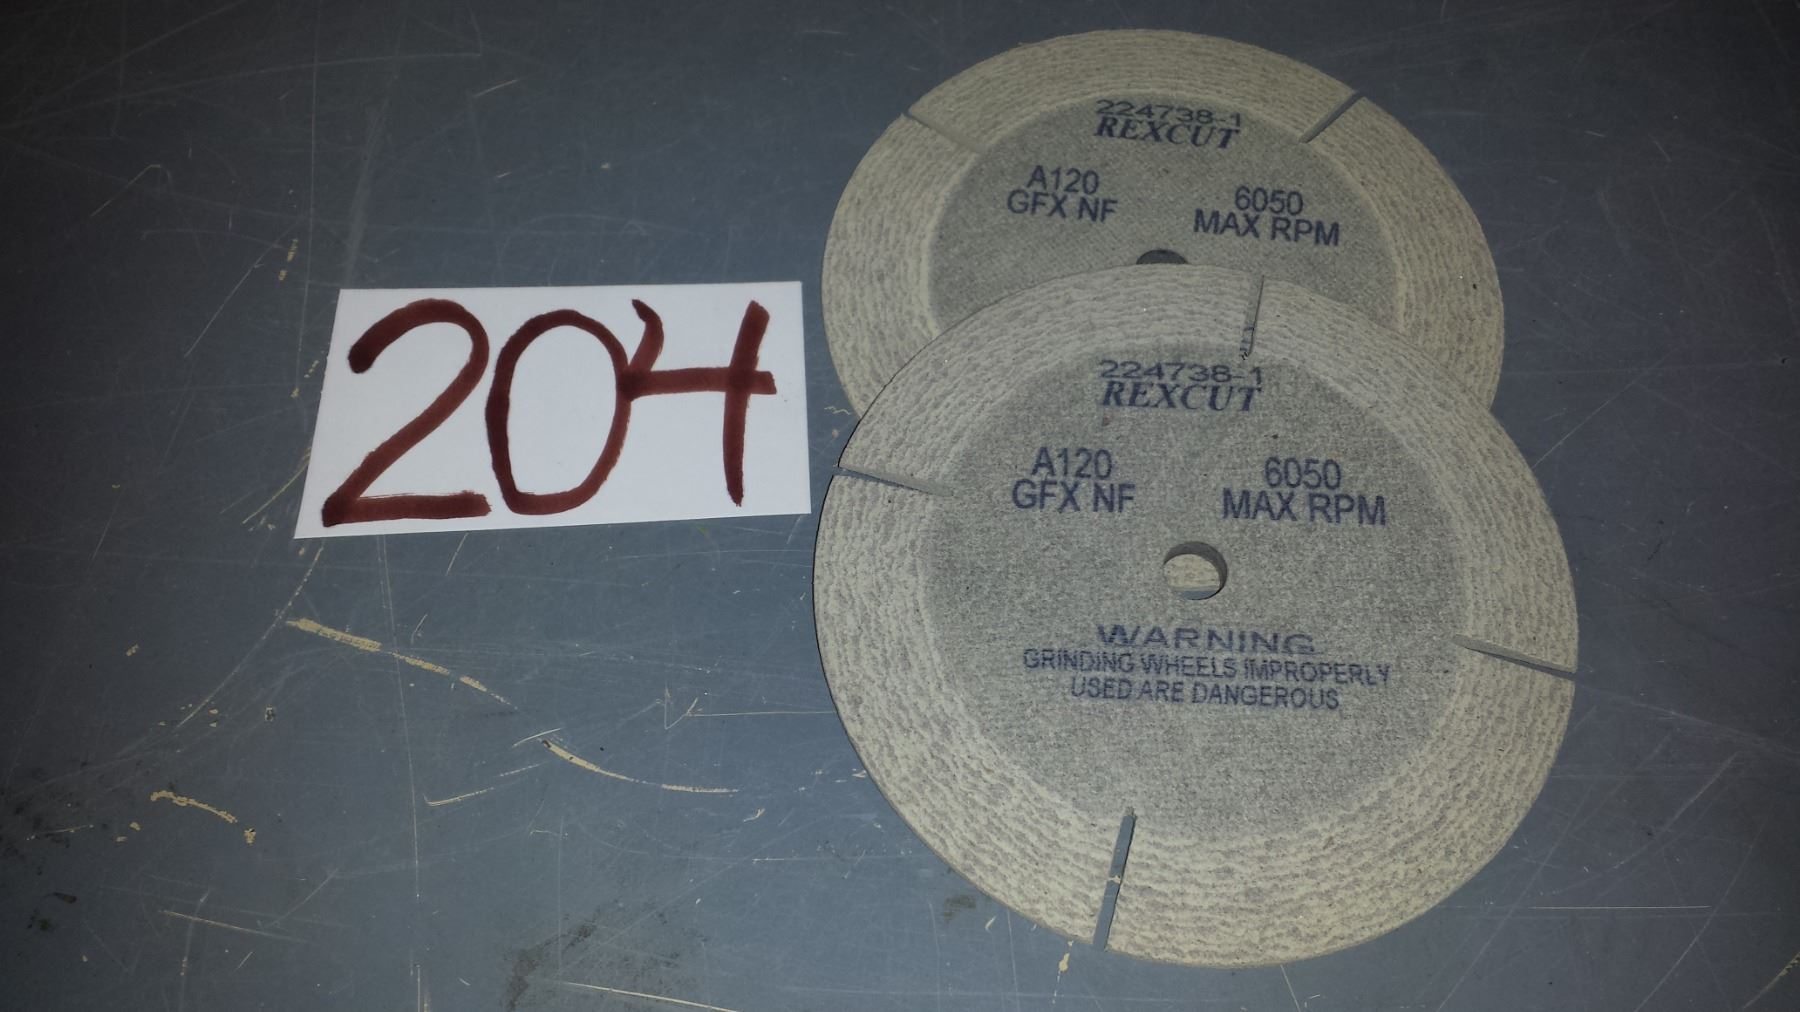 204
224738-1
REXCUT
A120
GFX NF
6050
MAX RPM
224738-1
REXCUT
A120
GFX NF
6050
MAX RPM
WARNING
GRINDING WHEELS IMPROPERLY
USED ARE DANGEROUS